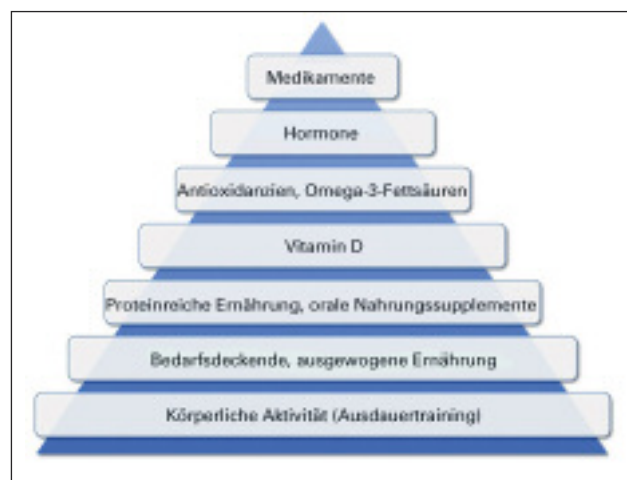 Medikamente
Hormone
Antioxidanzien, Omega-3-Fettsäuren
Vitamin D
Proteinreiche Ernährung, orale Nahrungssupplemente
Bedarfsdeckende, ausgewogene Ernährung
Körperliche Aktivität (Ausdauertraining)